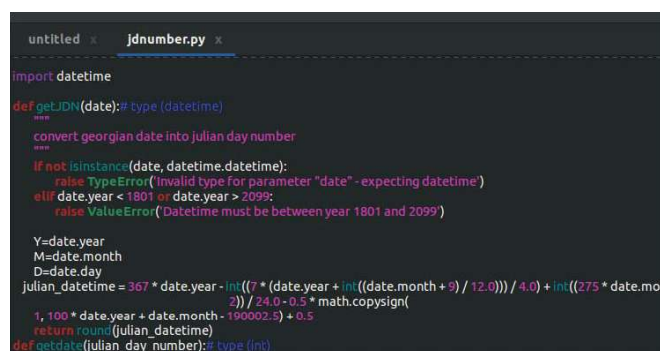 untitled x jdnumber.py x
import datetime
def getJDN(date):# type (datetime)
"""
convert georgian date into julian day number
"""
if not isinstance(date, datetime.datetime):
raise TypeError('Invalid type for parameter "date" - expecting datetime')
elif date.year < 1801 or date.year > 2099:
raise ValueError('Datetime must be between year 1801 and 2099')
Y=date.year
M=date.month
D=date.day
julian_datetime = 367 * date.year - int((7 * (date.year + int((date.month + 9) / 12.0))) / 4.0) + int((275 * date.mo
2)) / 24.0 - 0.5 * math.copysign(
1, 100 * date.year + date.month - 190002.5) + 0.5
return round(julian_datetime)
def getdate(julian_day_number):# type (int)